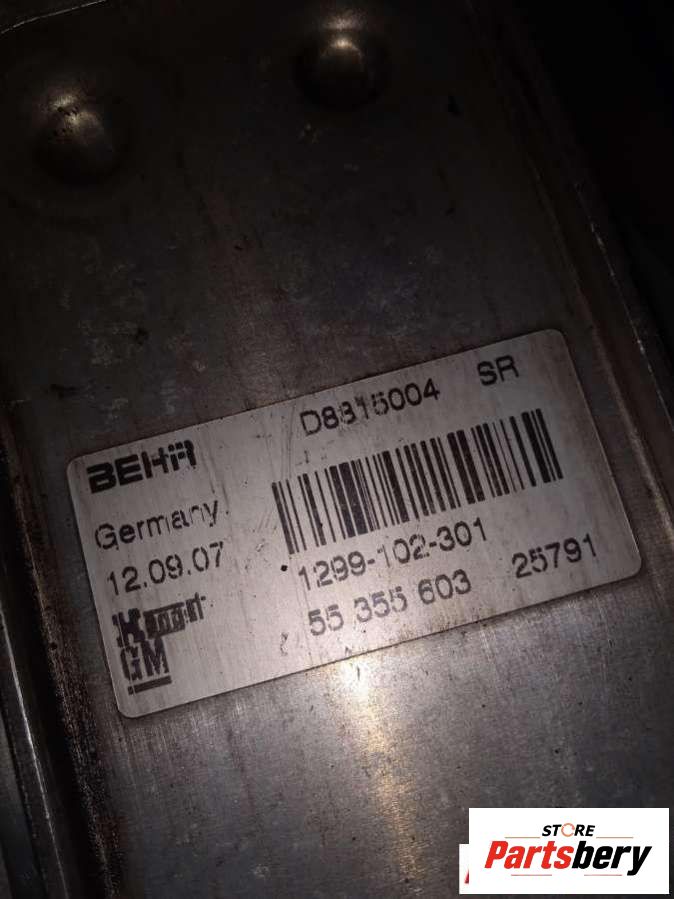 D8815004 SR
BEHR
Germany
12.09.07
1299-102-301
55 355 603 25791
GM
STORE
Partsbery